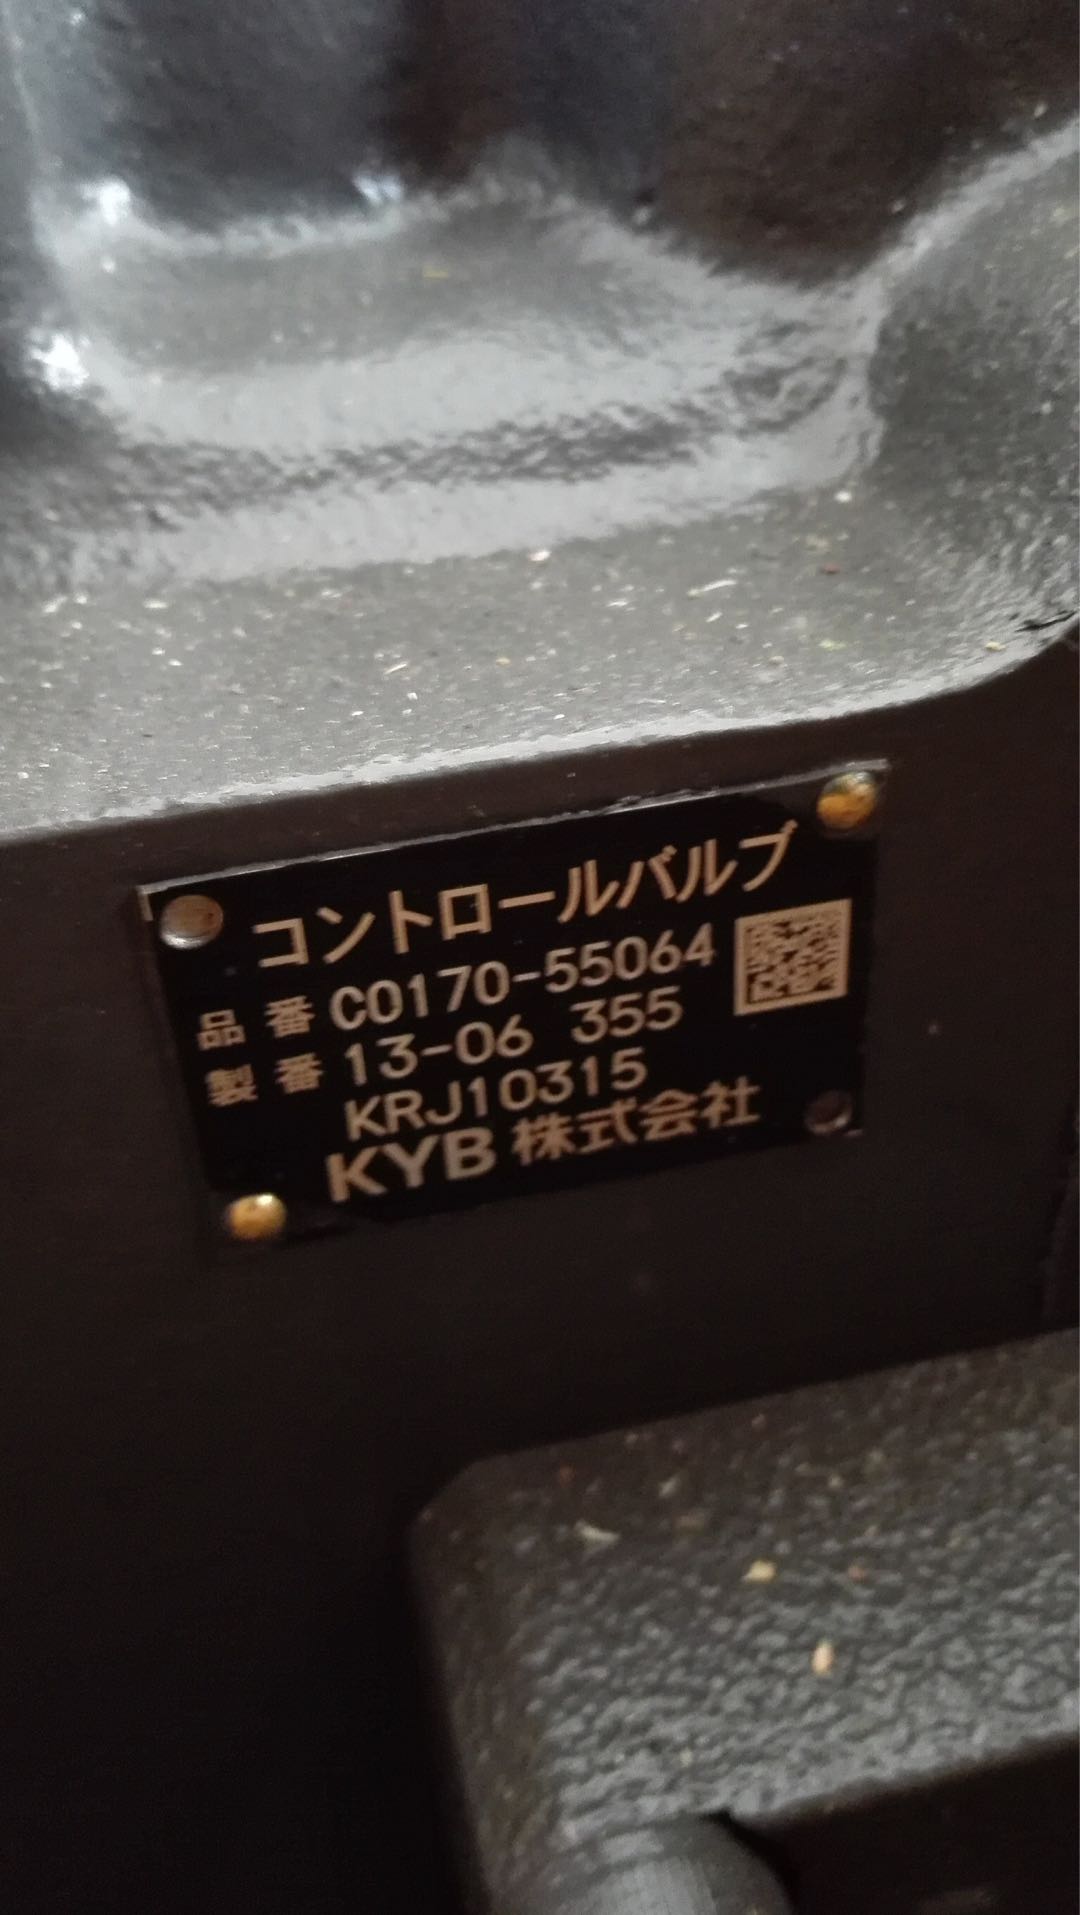 コントロールバルブ
品番 C0170-55064
製番 13-06 355
KRJ10315
KYB 株式会社